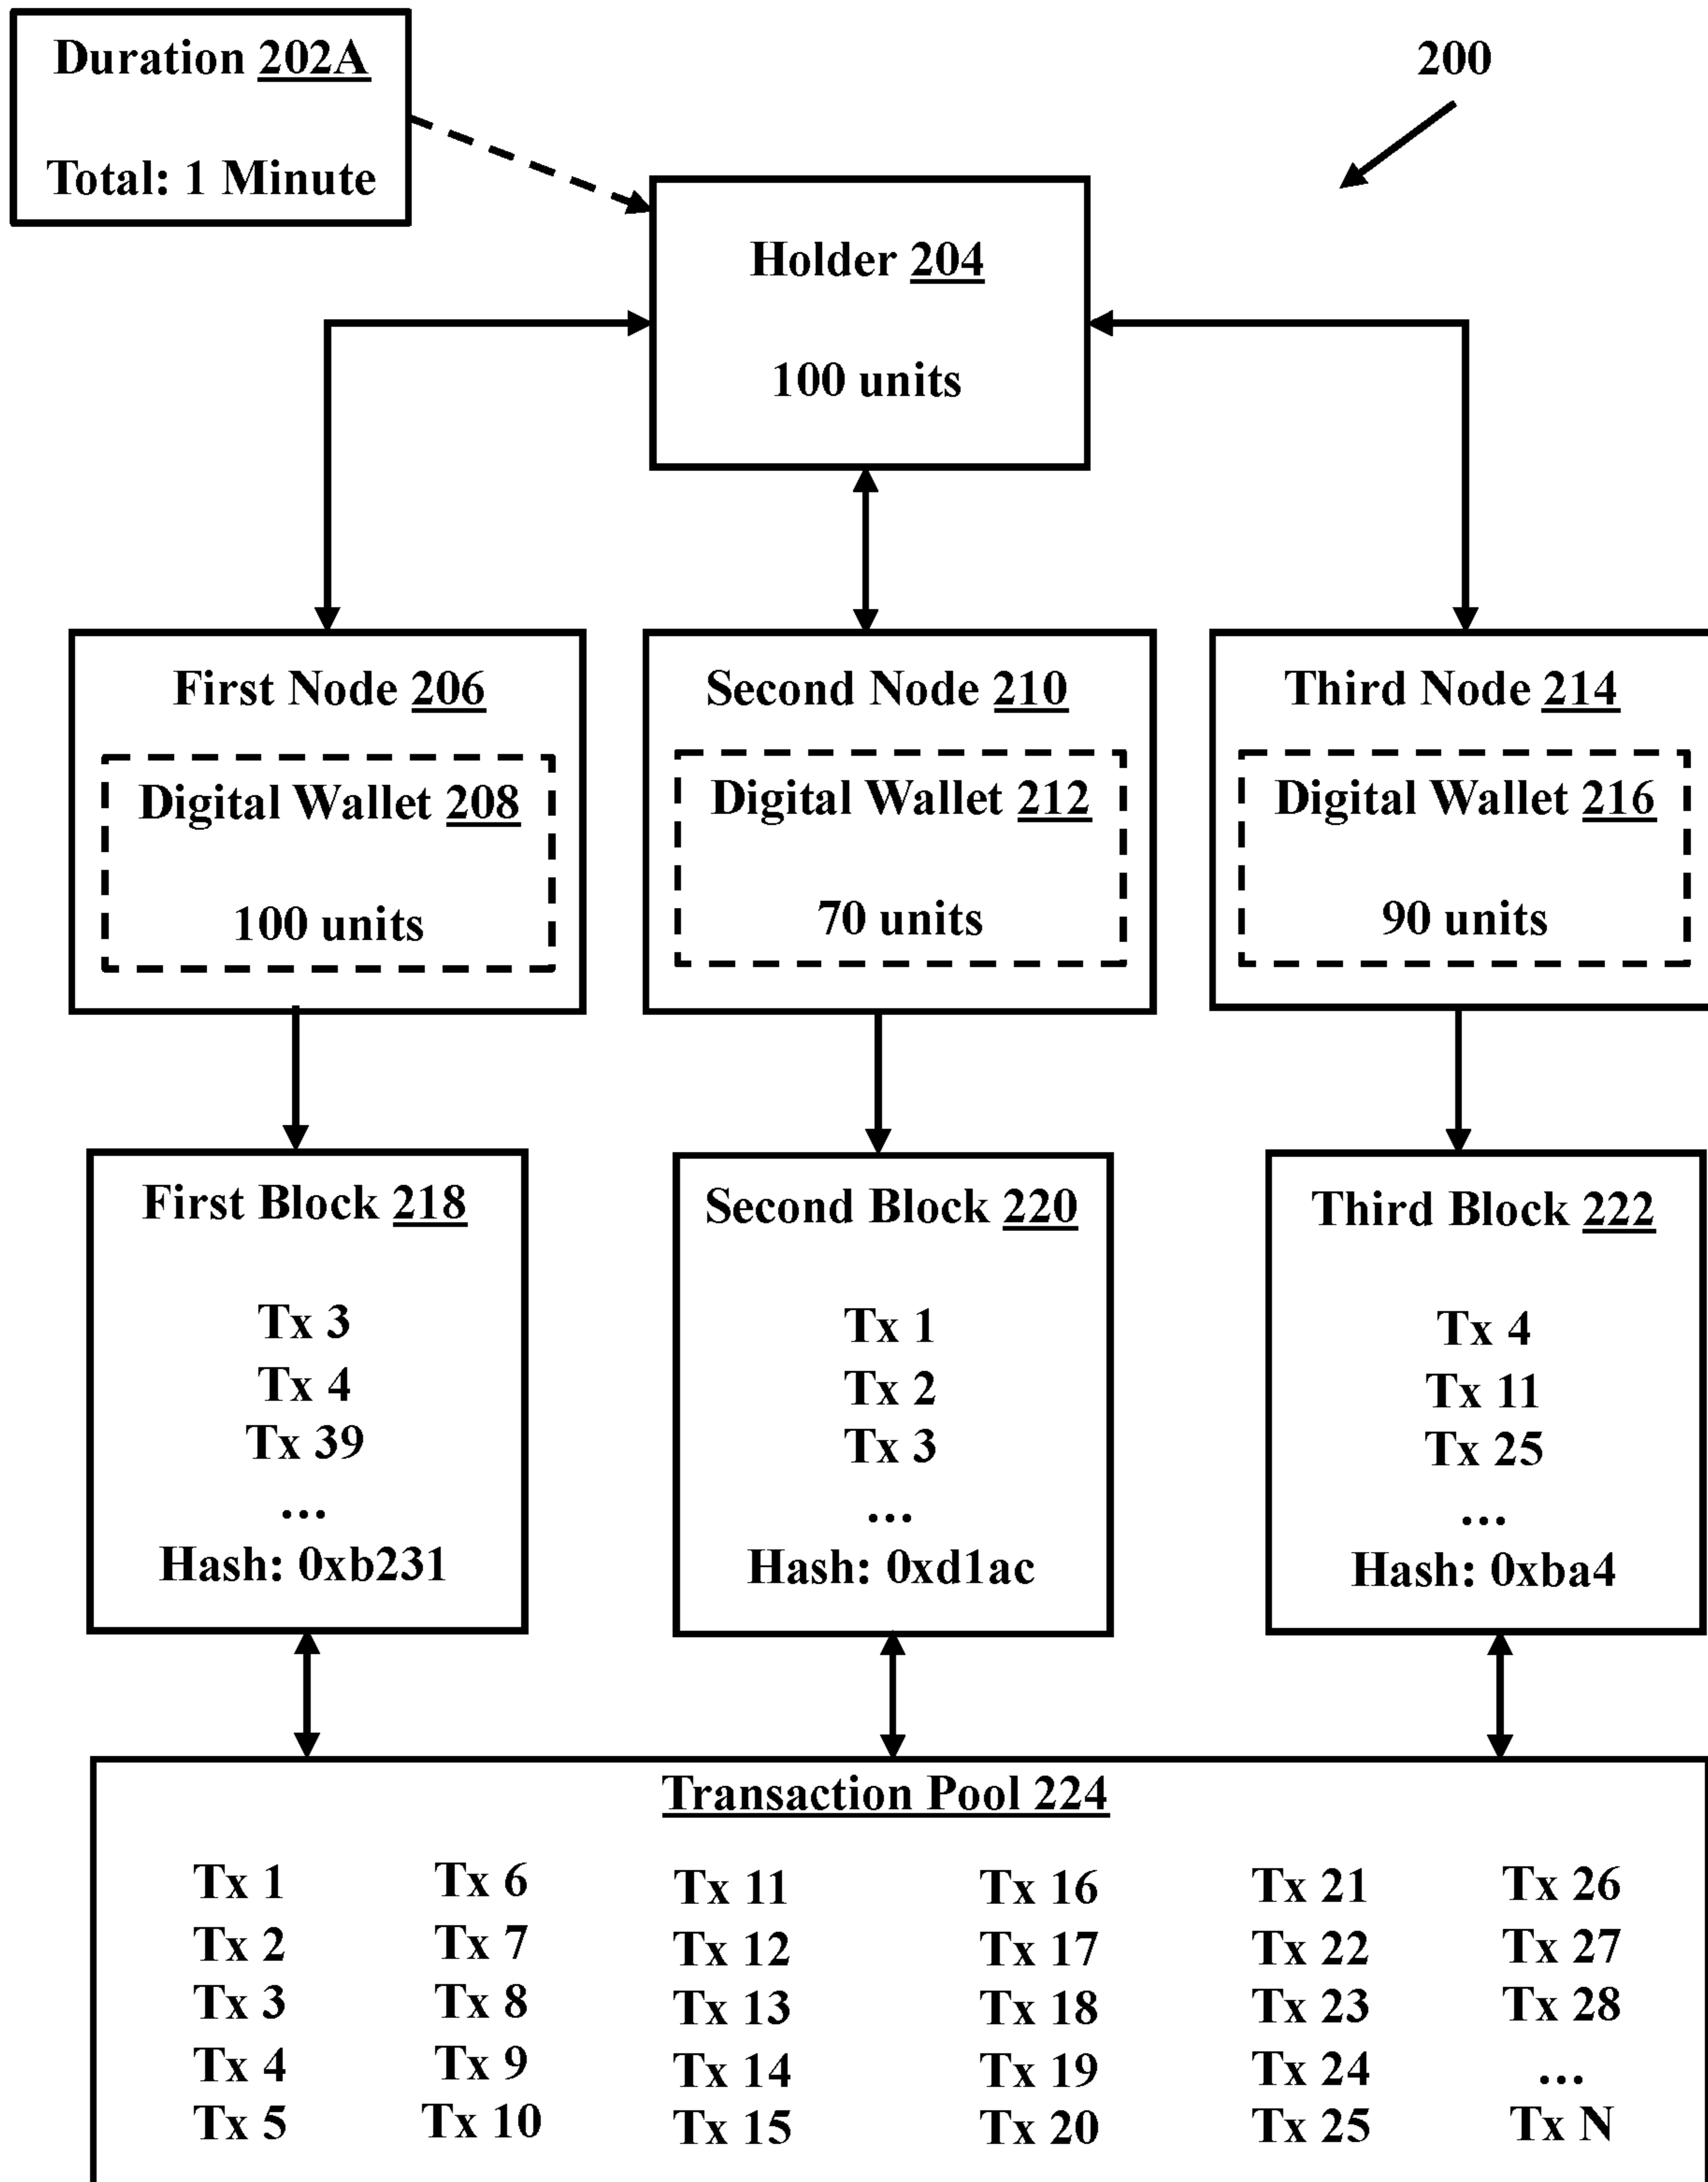 Duration 202A
Total: 1 Minute
200
Holder 204
100 units
First Node 206
Digital Wallet 208
100 units
Second Node 210
Digital Wallet 212
70 units
Third Node 214
Digital Wallet 216
90 units
First Block 218
Tx 3
Tx 4
Tx 39
...
Hash: 0xb231
Second Block 220
Tx 1
Tx 2
Tx 3
...
Hash: 0xd1ac
Third Block 222
Tx 4
Tx 11
Tx 25
...
Hash: 0xba4
Transaction Pool 224
Tx 1
Tx 2
Tx 3
Tx 4
Tx 5
Tx 6
Tx 7
Tx 8
Tx 9
Tx 10
Tx 11
Tx 12
Tx 13
Tx 14
Tx 15
Tx 16
Tx 17
Tx 18
Tx 19
Tx 20
Tx 21
Tx 22
Tx 23
Tx 24
Tx 25
Tx 26
Tx 27
Tx 28
...
Tx N